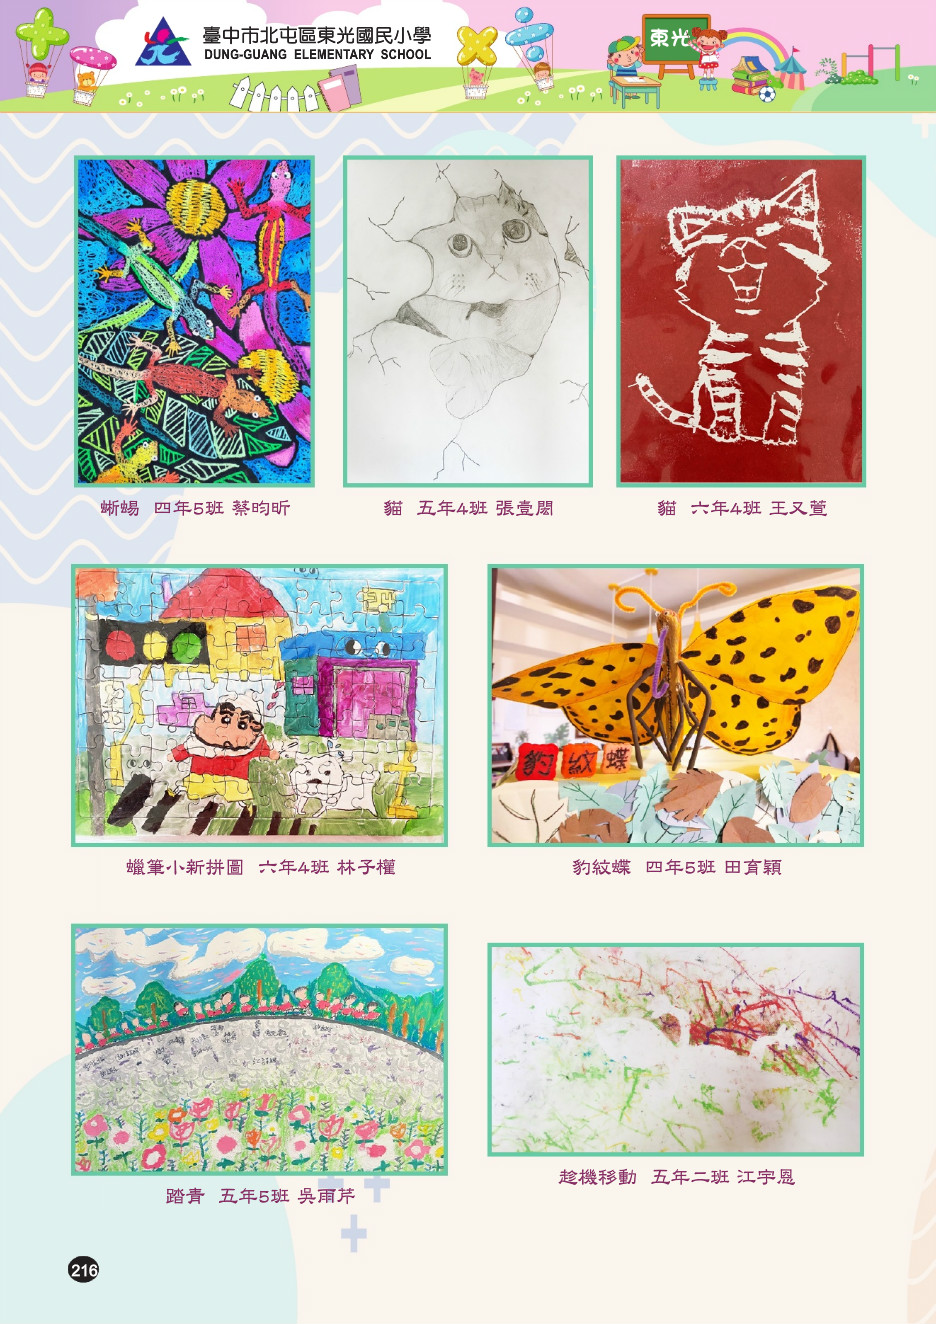 臺中市北屯區東光國民小學
DUNG-GUANG ELEMENTARY SCHOOL
東光
蜥蜴 四年5班 蔡昀昕
貓 五年4班 張壹閎
貓 六年4班 王又萱
豹紋蝶
蠟筆小新拼圖 六年4班 林子權
豹紋蝶 四年5班 田育穎
踏青 五年5班 吳雨芹
趁機移動 五年二班 江宇恩
216